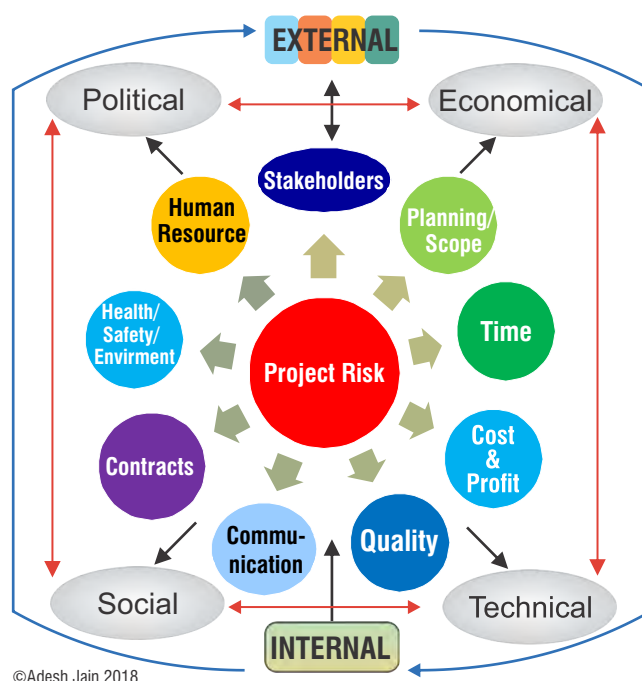 EXTERNAL
Political
Economical
Stakeholders
Human
Resource
Planning/
Scope
Health/
Safety/
Envirment
Time
Project Risk
Contracts
Cost
&
Profit
Commu-
nication
Quality
Social
Technical
INTERNAL
©Adesh Jain 2018